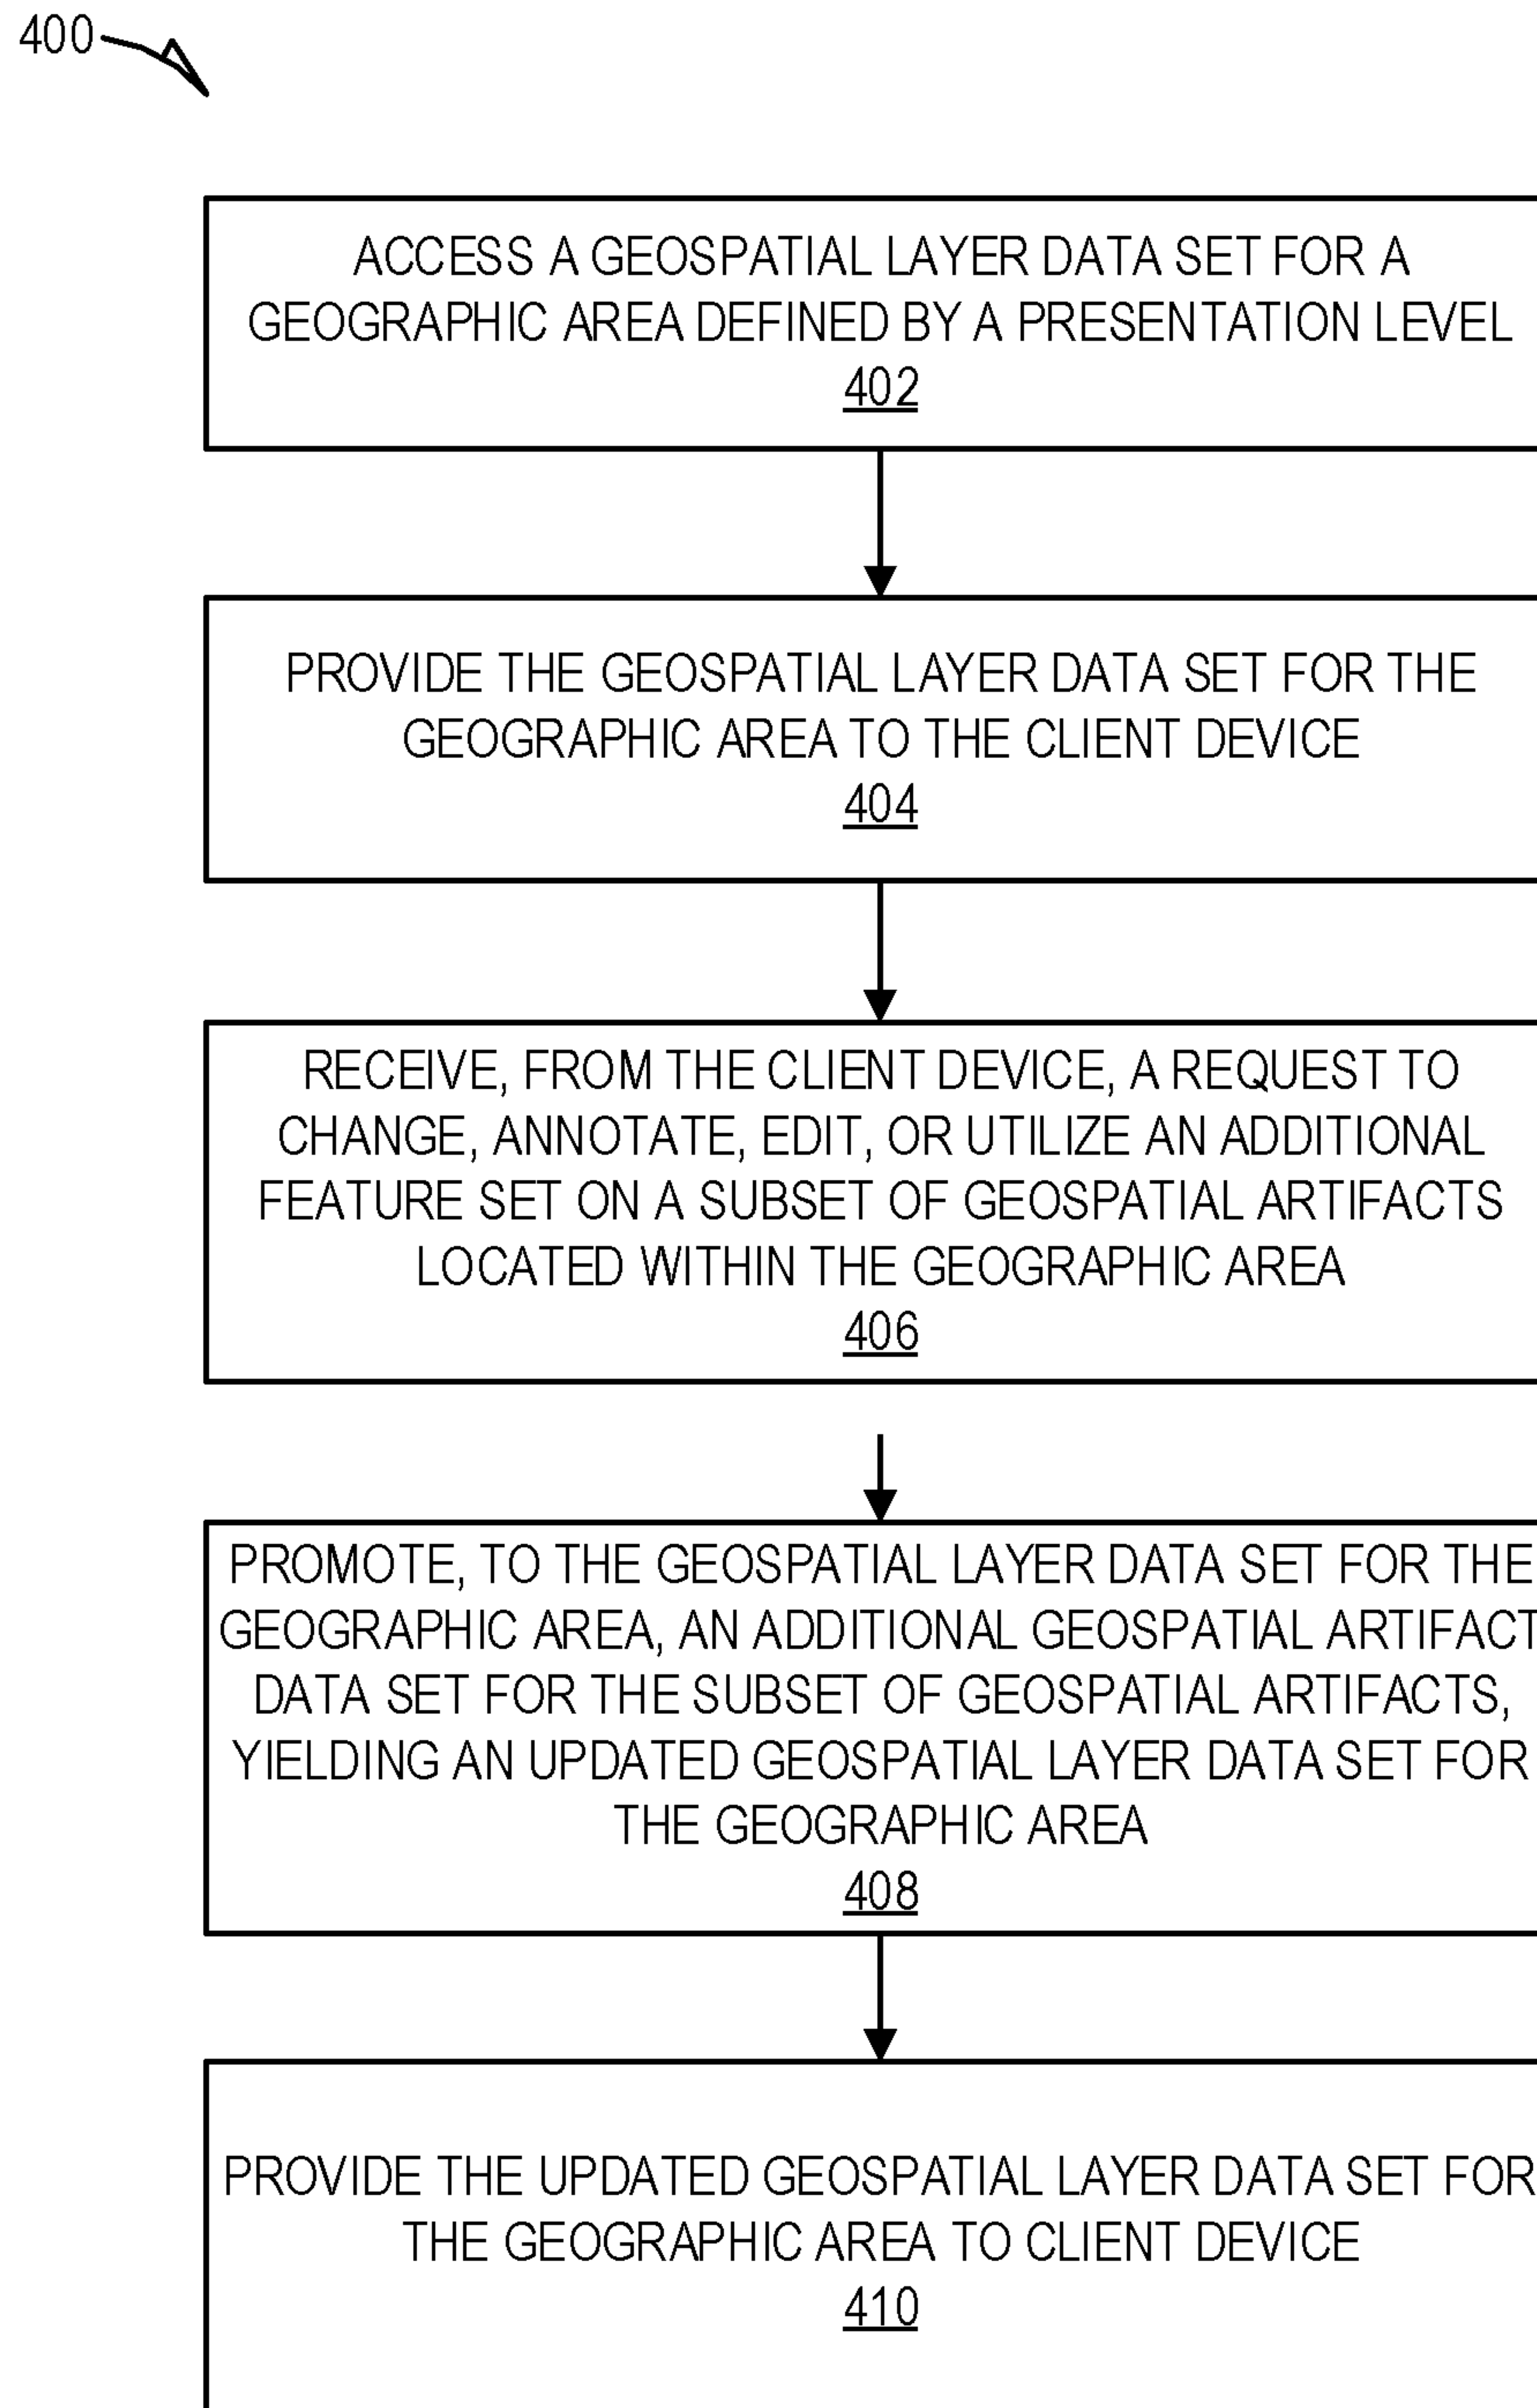 400
ACCESS A GEOSPATIAL LAYER DATA SET FOR A
GEOGRAPHIC AREA DEFINED BY A PRESENTATION LEVEL
402
PROVIDE THE GEOSPATIAL LAYER DATA SET FOR THE
GEOGRAPHIC AREA TO THE CLIENT DEVICE
404
RECEIVE, FROM THE CLIENT DEVICE, A REQUEST TO
CHANGE, ANNOTATE, EDIT, OR UTILIZE AN ADDITIONAL
FEATURE SET ON A SUBSET OF GEOSPATIAL ARTIFACTS
LOCATED WITHIN THE GEOGRAPHIC AREA
406
PROMOTE, TO THE GEOSPATIAL LAYER DATA SET FOR THE
GEOGRAPHIC AREA, AN ADDITIONAL GEOSPATIAL ARTIFACT
DATA SET FOR THE SUBSET OF GEOSPATIAL ARTIFACTS,
YIELDING AN UPDATED GEOSPATIAL LAYER DATA SET FOR
THE GEOGRAPHIC AREA
408
PROVIDE THE UPDATED GEOSPATIAL LAYER DATA SET FOR
THE GEOGRAPHIC AREA TO CLIENT DEVICE
410